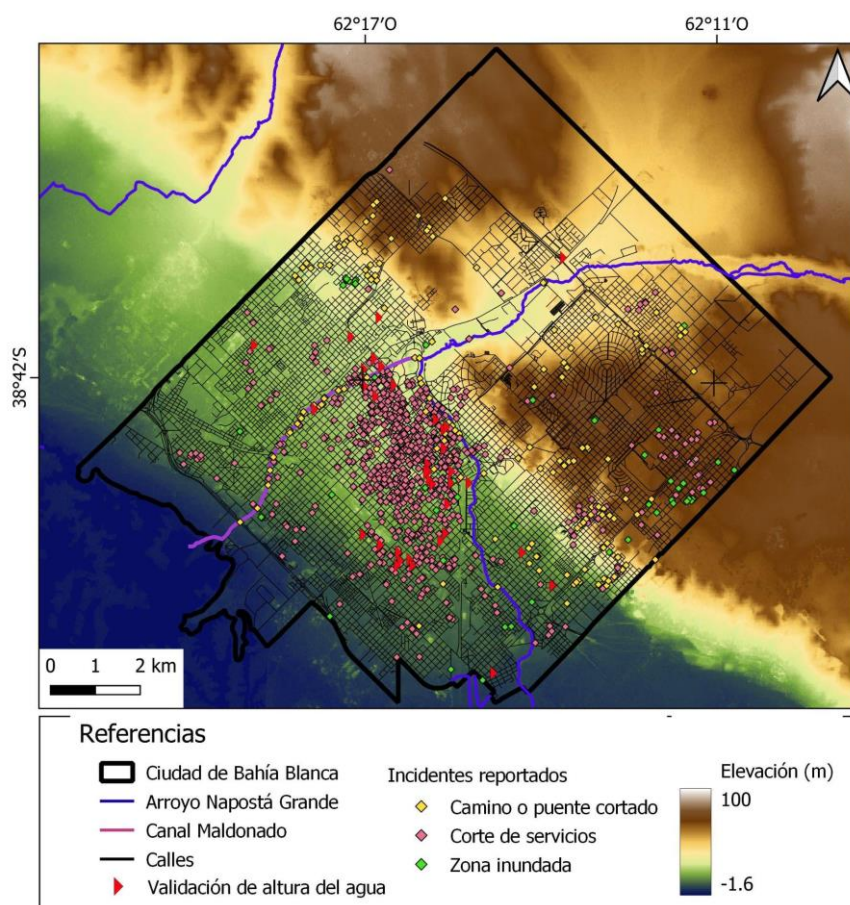 62°17′O 62°11′O
38°42′S
0 1 2 km
Referencias
Ciudad de Bahía Blanca
Arroyo Napostá Grande
Canal Maldonado
Calles
Validación de altura del agua
Incidentes reportados
Camino o puente cortado
Corte de servicios
Zona inundada
Elevación (m)
100
-1.6